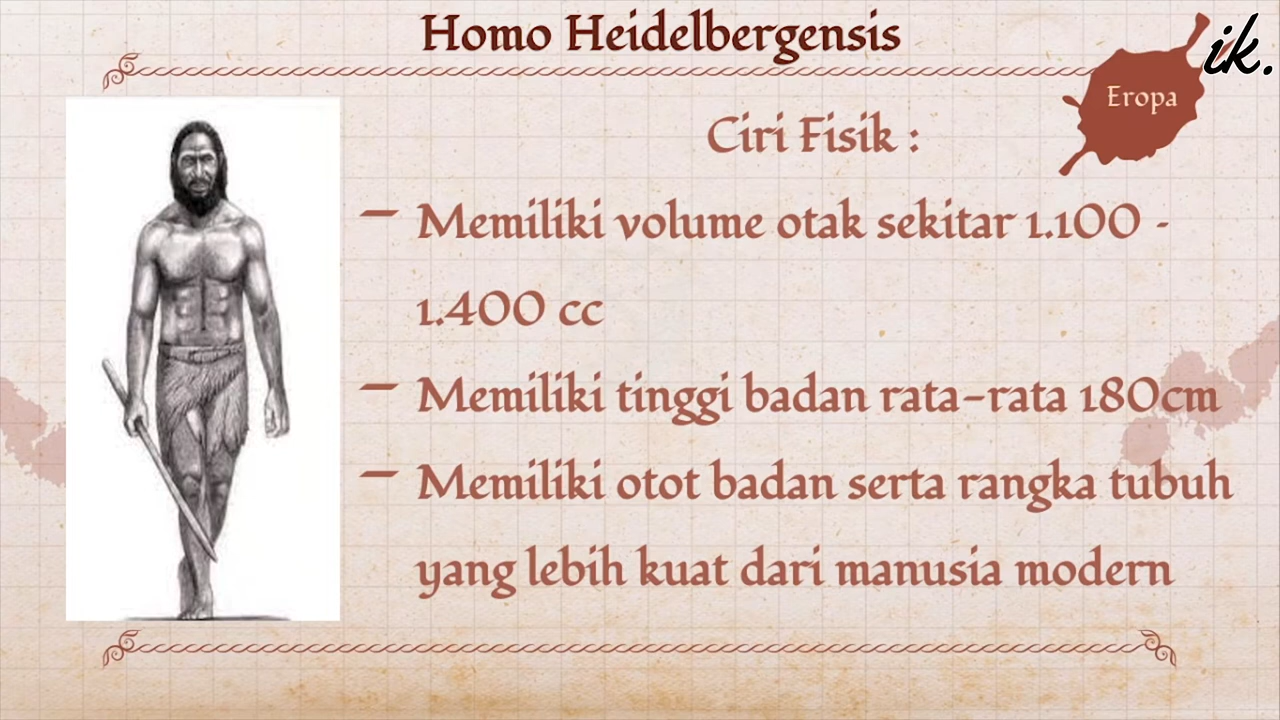 Homo Heidelbergensis
ik.
Eropa
Ciri Fisik :
– Memiliki volume otak sekitar 1.100 -
1.400 cc
– Memiliki tinggi badan rata-rata 180cm
– Memiliki otot badan serta rangka tubuh
yang lebih kuat dari manusia modern